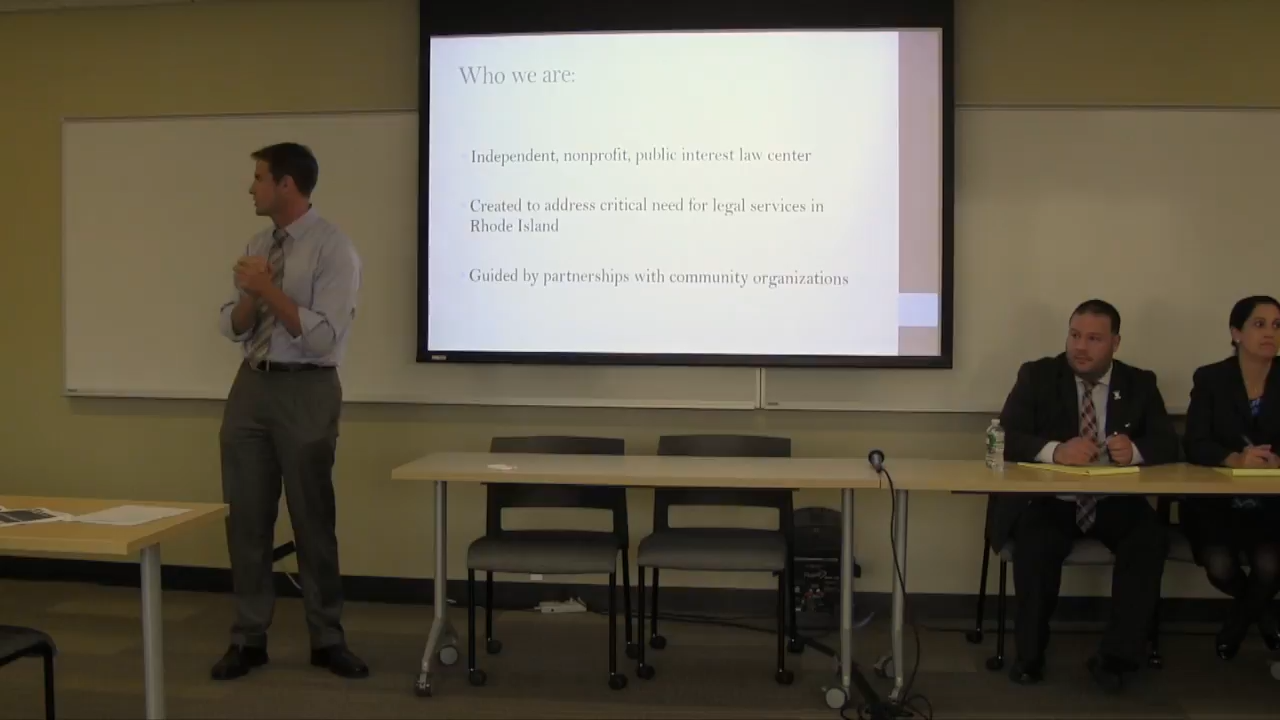 Who we are:
Independent, nonprofit, public interest law center
Created to address critical need for legal services in
Rhode Island
Guided by partnerships with community organizations